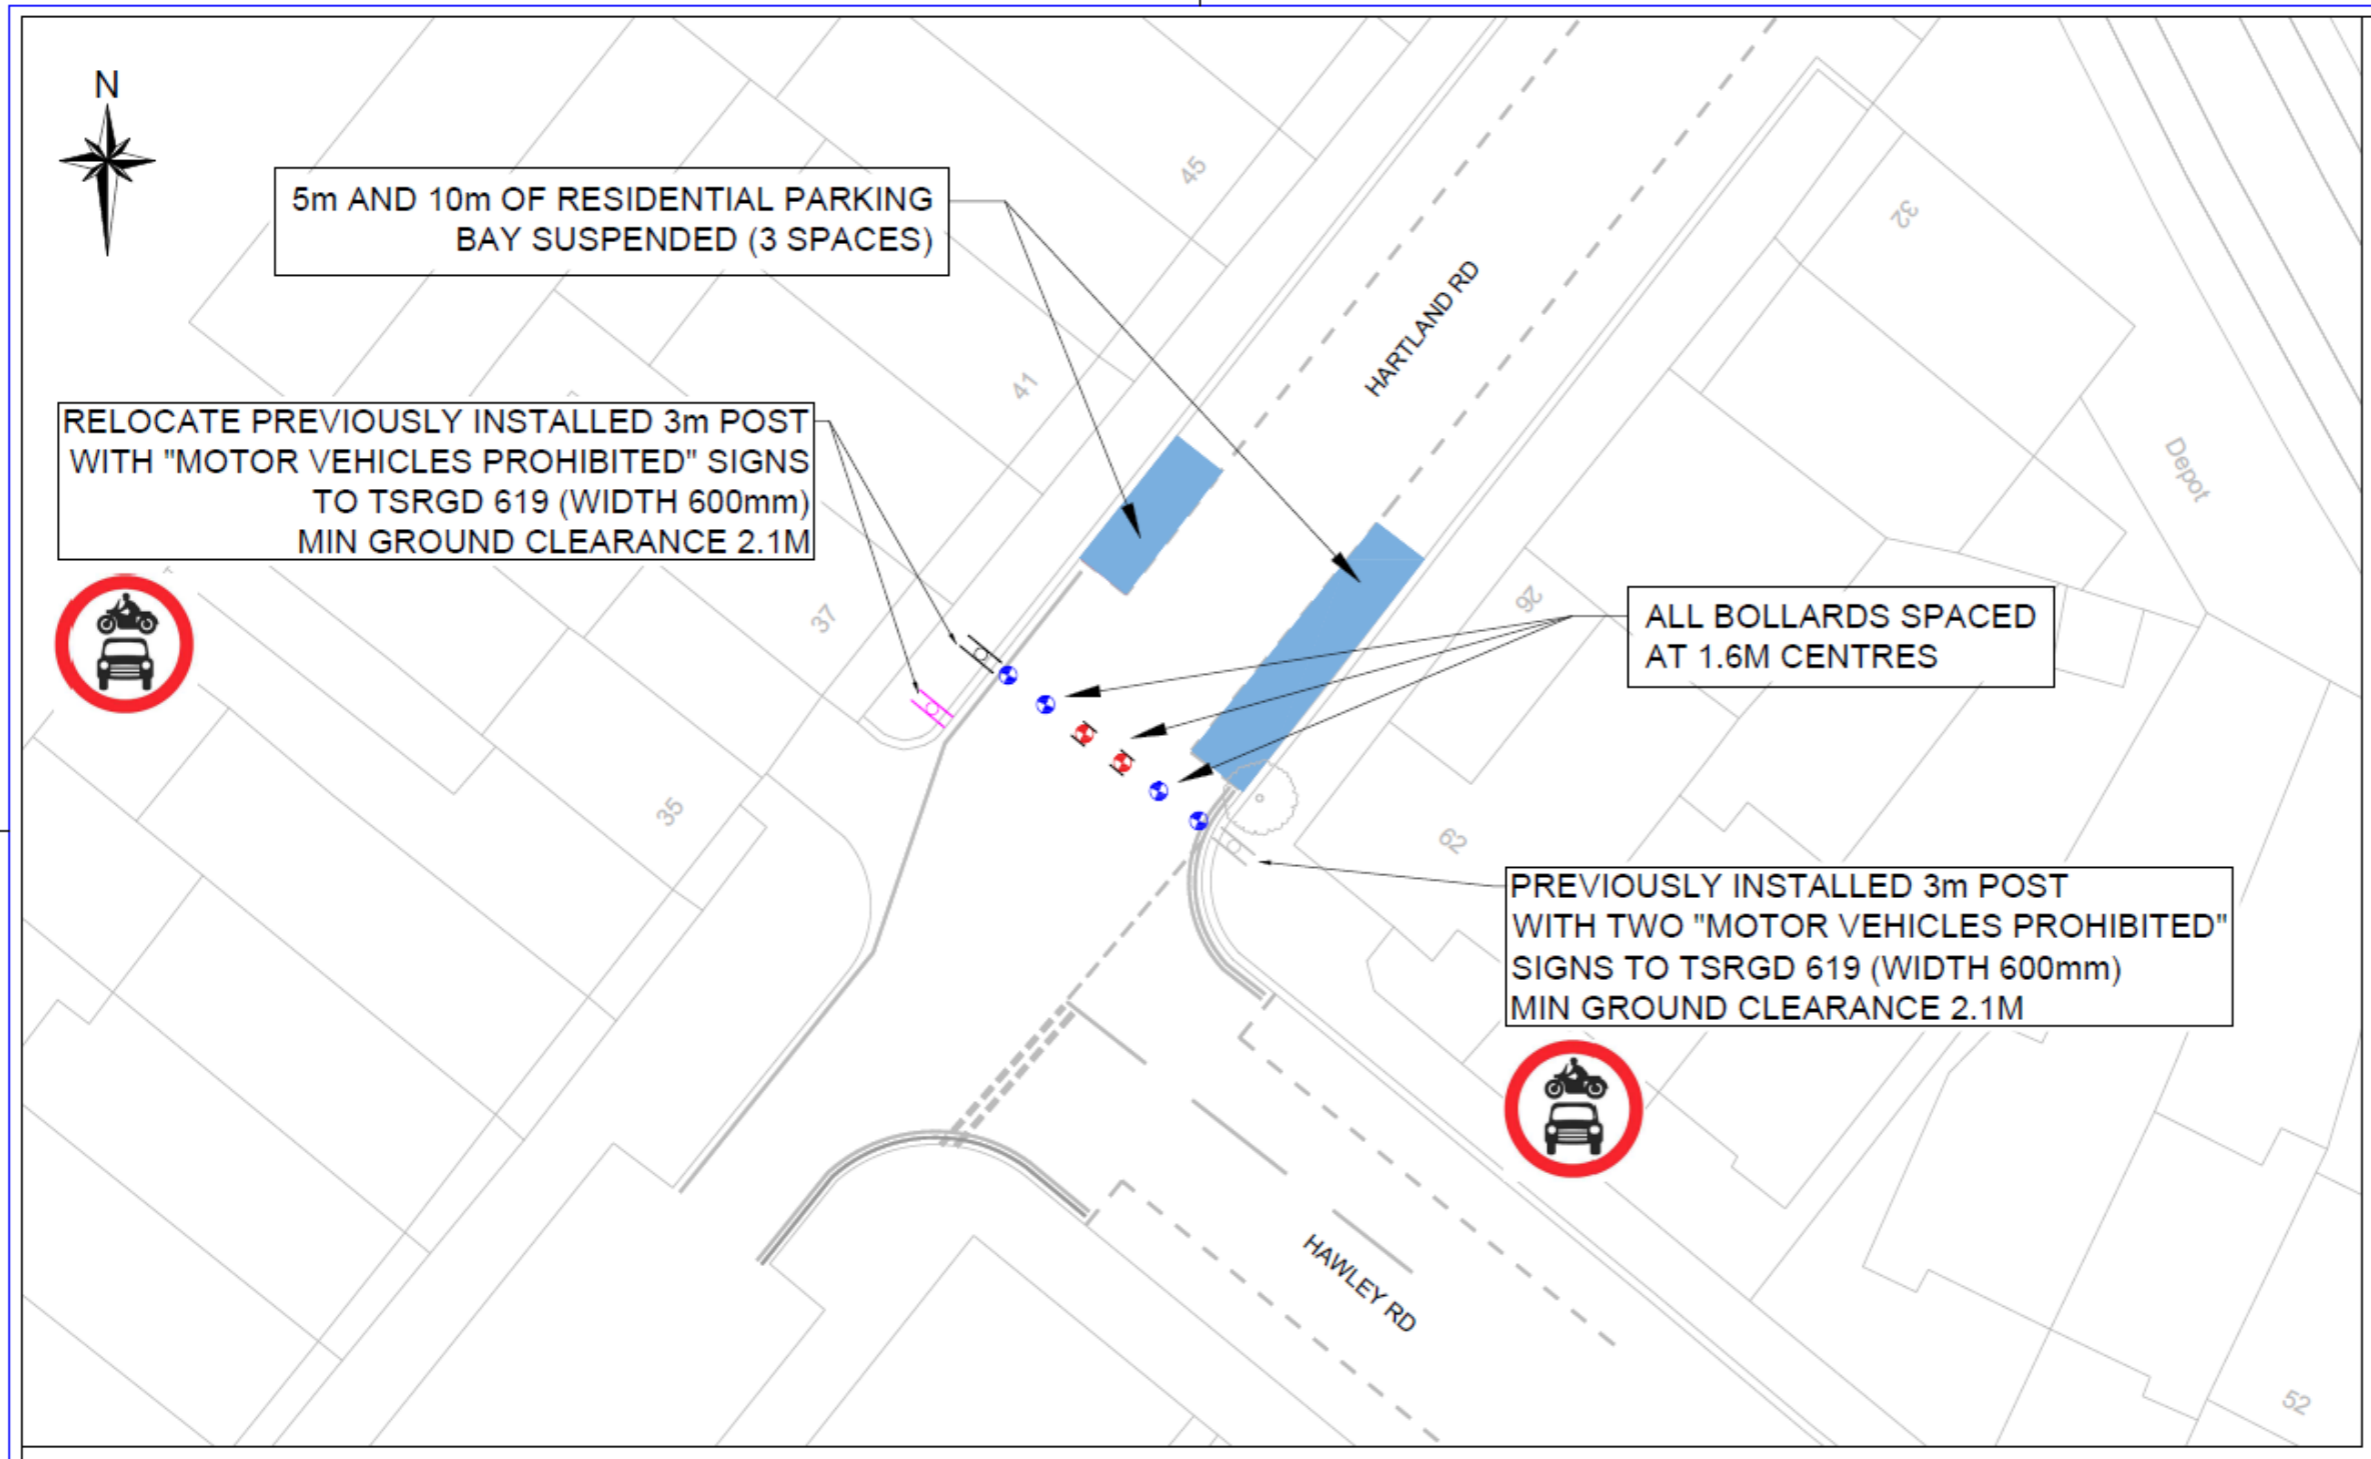 N
5m AND 10m OF RESIDENTIAL PARKING
BAY SUSPENDED (3 SPACES)
45
32
HARTLAND RD
41
RELOCATE PREVIOUSLY INSTALLED 3m POST
WITH "MOTOR VEHICLES PROHIBITED" SIGNS
TO TSRGD 619 (WIDTH 600mm)
MIN GROUND CLEARANCE 2.1M
Depot
37
26
ALL BOLLARDS SPACED
AT 1.6M CENTRES
35
62
PREVIOUSLY INSTALLED 3m POST
WITH TWO "MOTOR VEHICLES PROHIBITED"
SIGNS TO TSRGD 619 (WIDTH 600mm)
MIN GROUND CLEARANCE 2.1M
HAWLEY RD
52